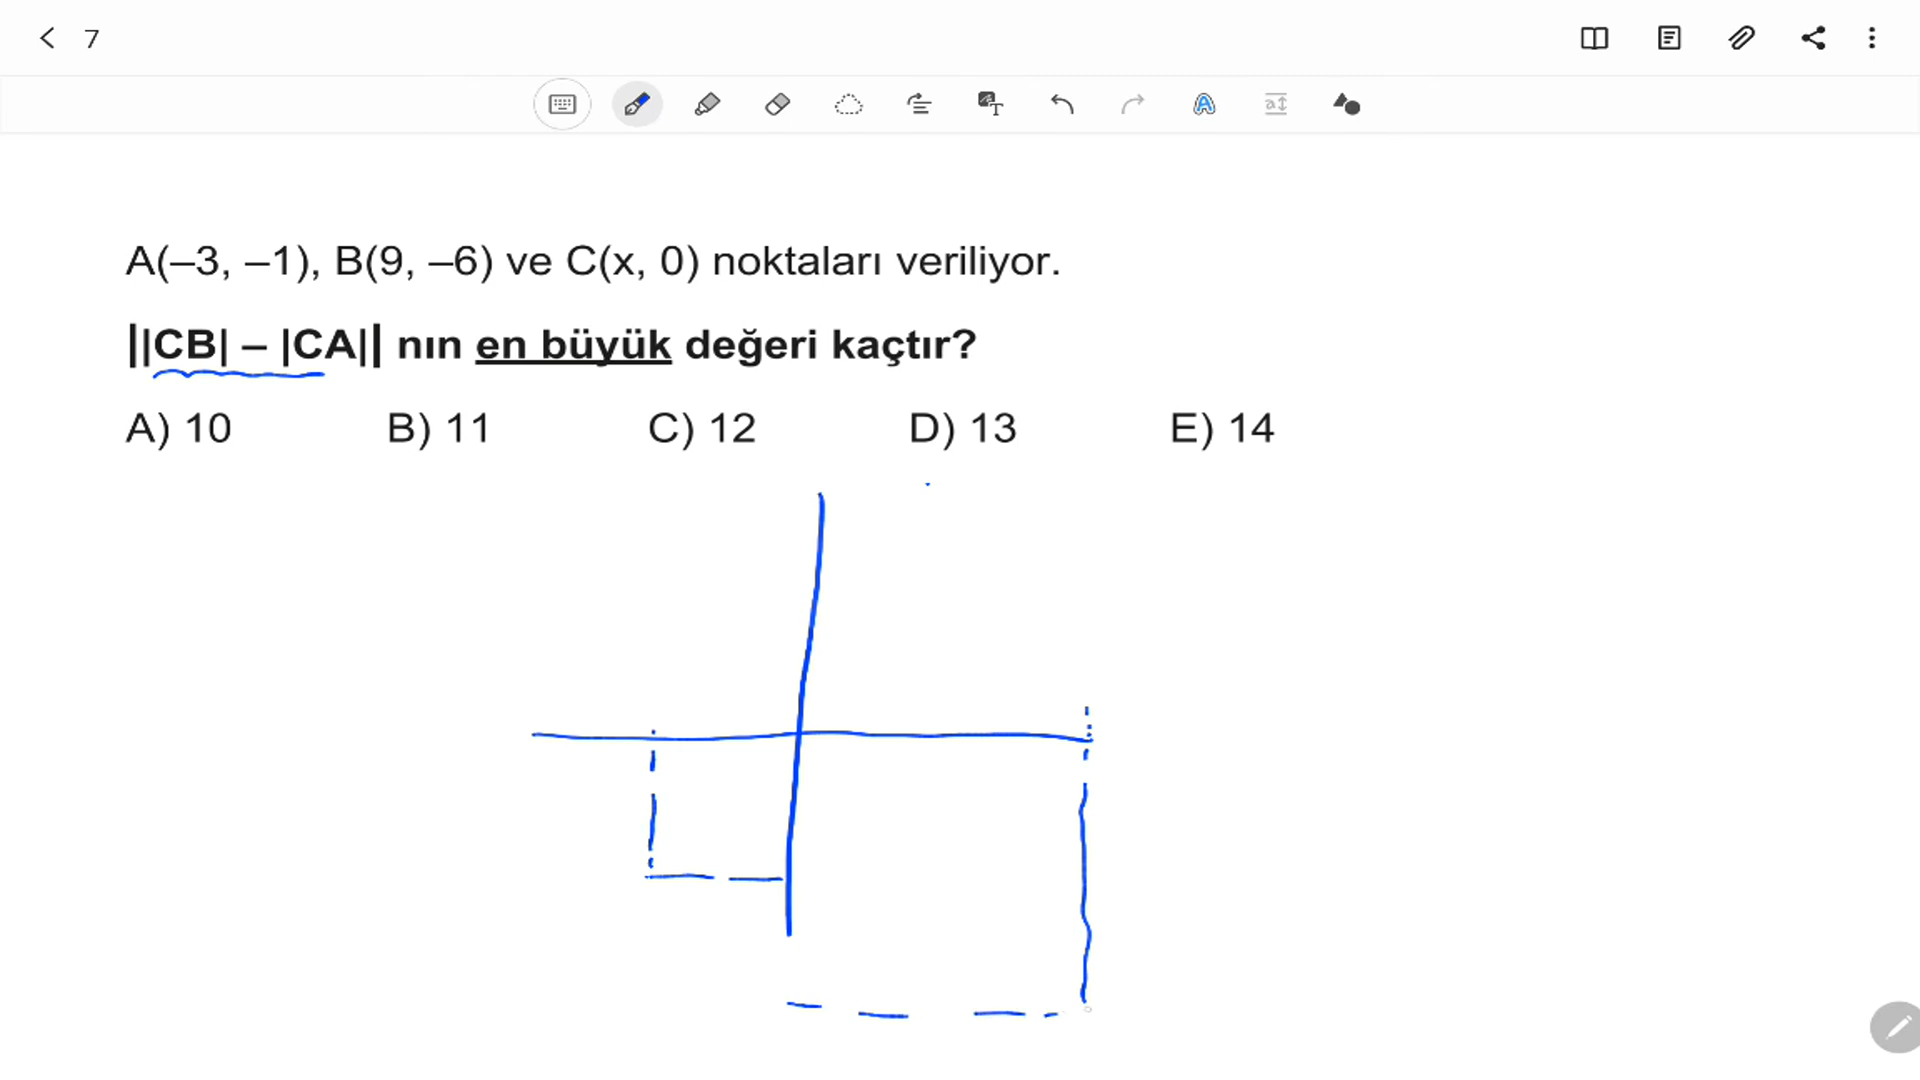 7
A(–3, –1), B(9, –6) ve C(x, 0) noktaları veriliyor.
||CB| – |CA|| nın en büyük değeri kaçtır?
A) 10 B) 11 C) 12 D) 13 E) 14